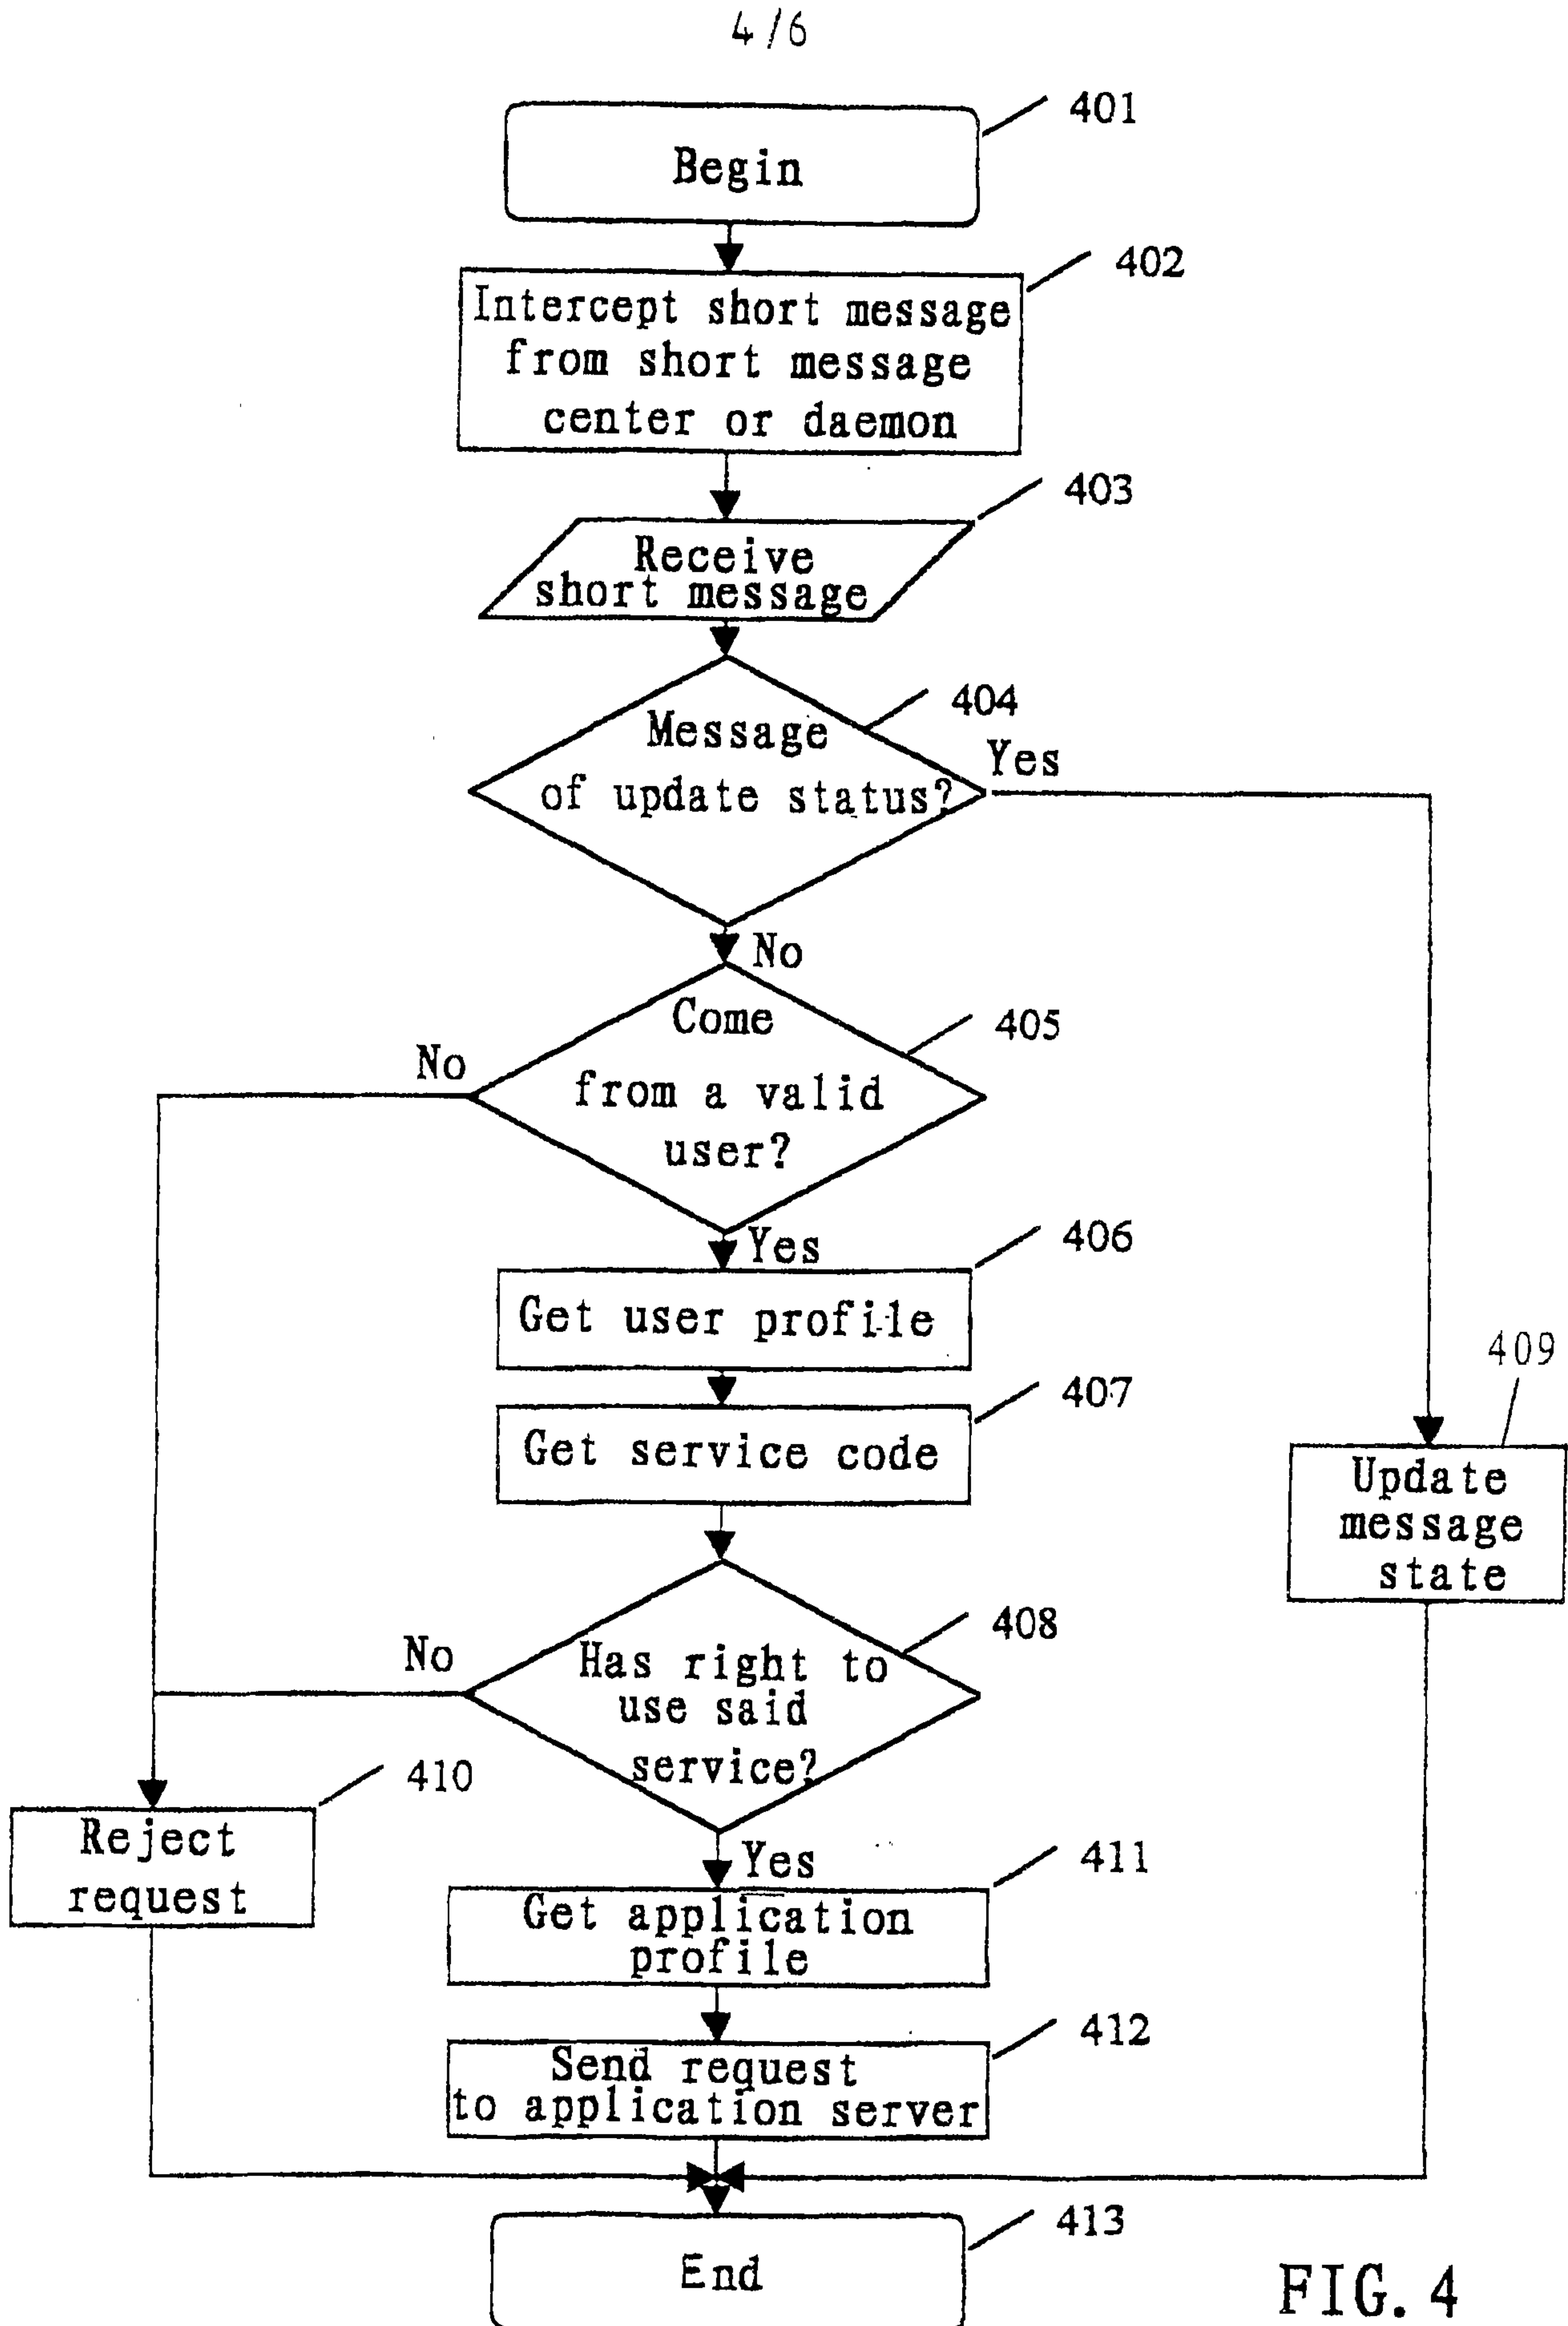 4/6
401
Begin
402
Intercept short message
from short message
center or daemon
403
Receive
short message
404
Message
of update status?
Yes
No
Come
405
No
from a valid
user?
Yes
406
Get user profile
407
Get service code
409
Update
message
state
408
No
Has right to
use said
service?
410
Reject
request
Yes
411
Get application
profile
412
Send request
to application server
413
End
FIG. 4